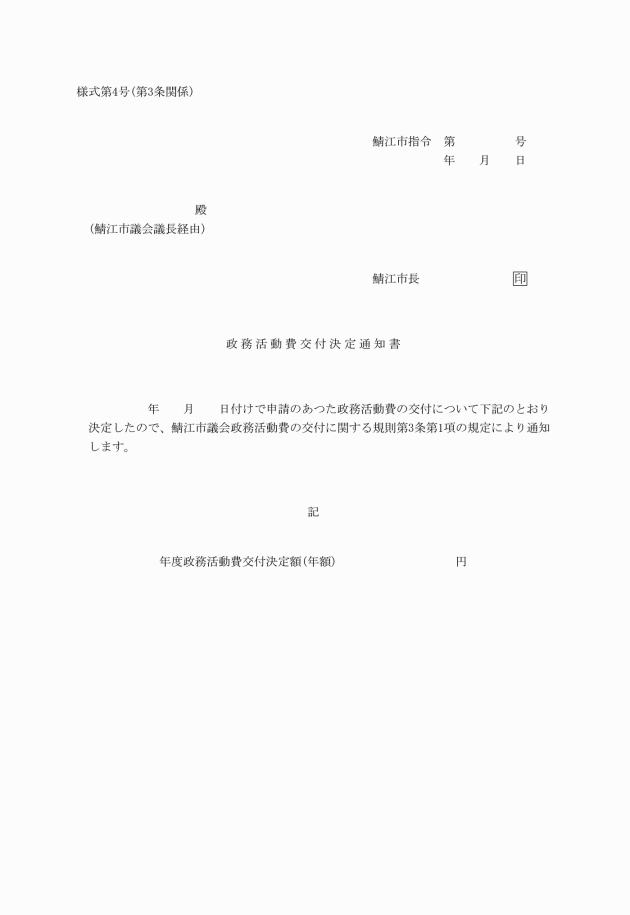 様式第4号(第3条関係)
鯖江市指令　第　　　　　号
年　　月　　日
殿
(鯖江市議会議長経由)
鯖江市長　　　　　　　　印
政務活動費交付決定通知書
年　　月　　日付けで申請のあつた政務活動費の交付について下記のとおり
決定したので、鯖江市議会政務活動費の交付に関する規則第3条第1項の規定により通知
します。
記
年度政務活動費交付決定額(年額)　　　　　　　　　　円